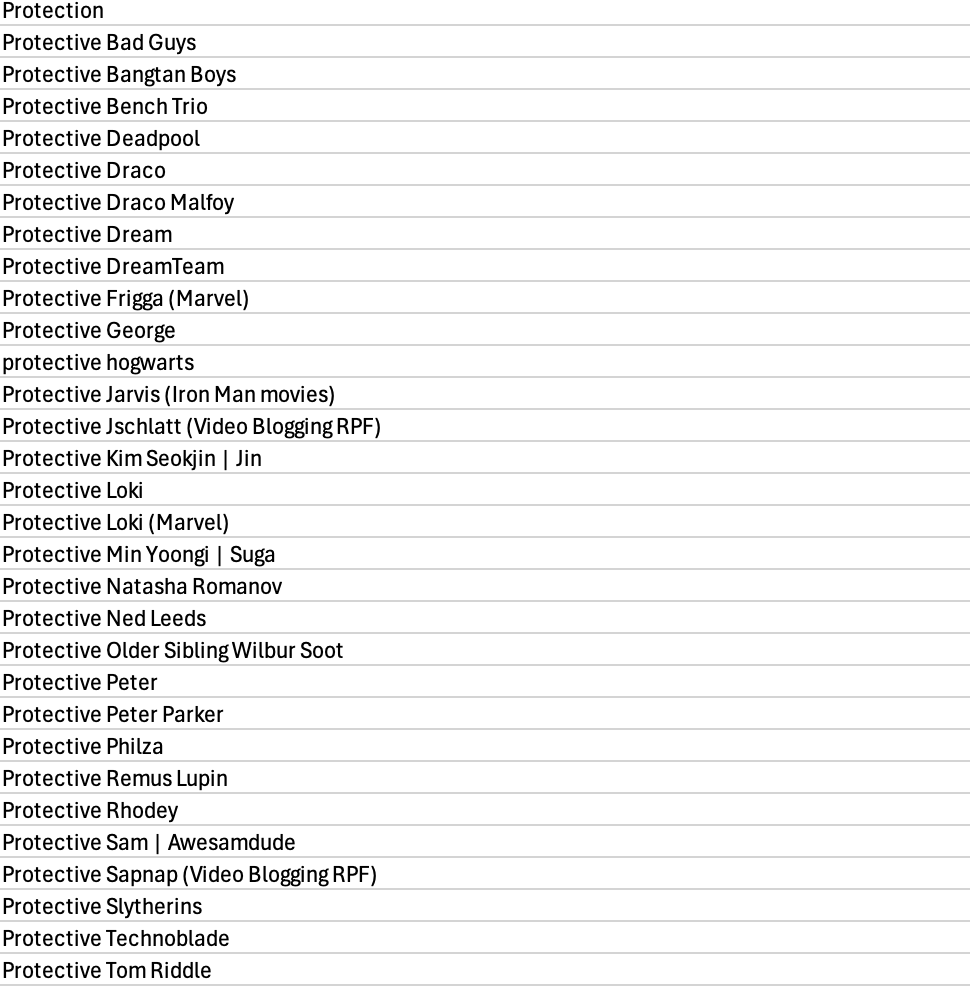 Protection
Protective Bad Guys
Protective Bangtan Boys
Protective Bench Trio
Protective Deadpool
Protective Draco
Protective Draco Malfoy
Protective Dream
Protective DreamTeam
Protective Frigga (Marvel)
Protective George
protective hogwarts
Protective Jarvis (Iron Man movies)
Protective Jschlatt (Video Blogging RPF)
Protective Kim Seokjin | Jin
Protective Loki
Protective Loki (Marvel)
Protective Min Yoongi | Suga
Protective Natasha Romanov
Protective Ned Leeds
Protective Older Sibling Wilbur Soot
Protective Peter
Protective Peter Parker
Protective Philza
Protective Remus Lupin
Protective Rhodey
Protective Sam | Awesamdude
Protective Sapnap (Video Blogging RPF)
Protective Slytherins
Protective Technoblade
Protective Tom Riddle